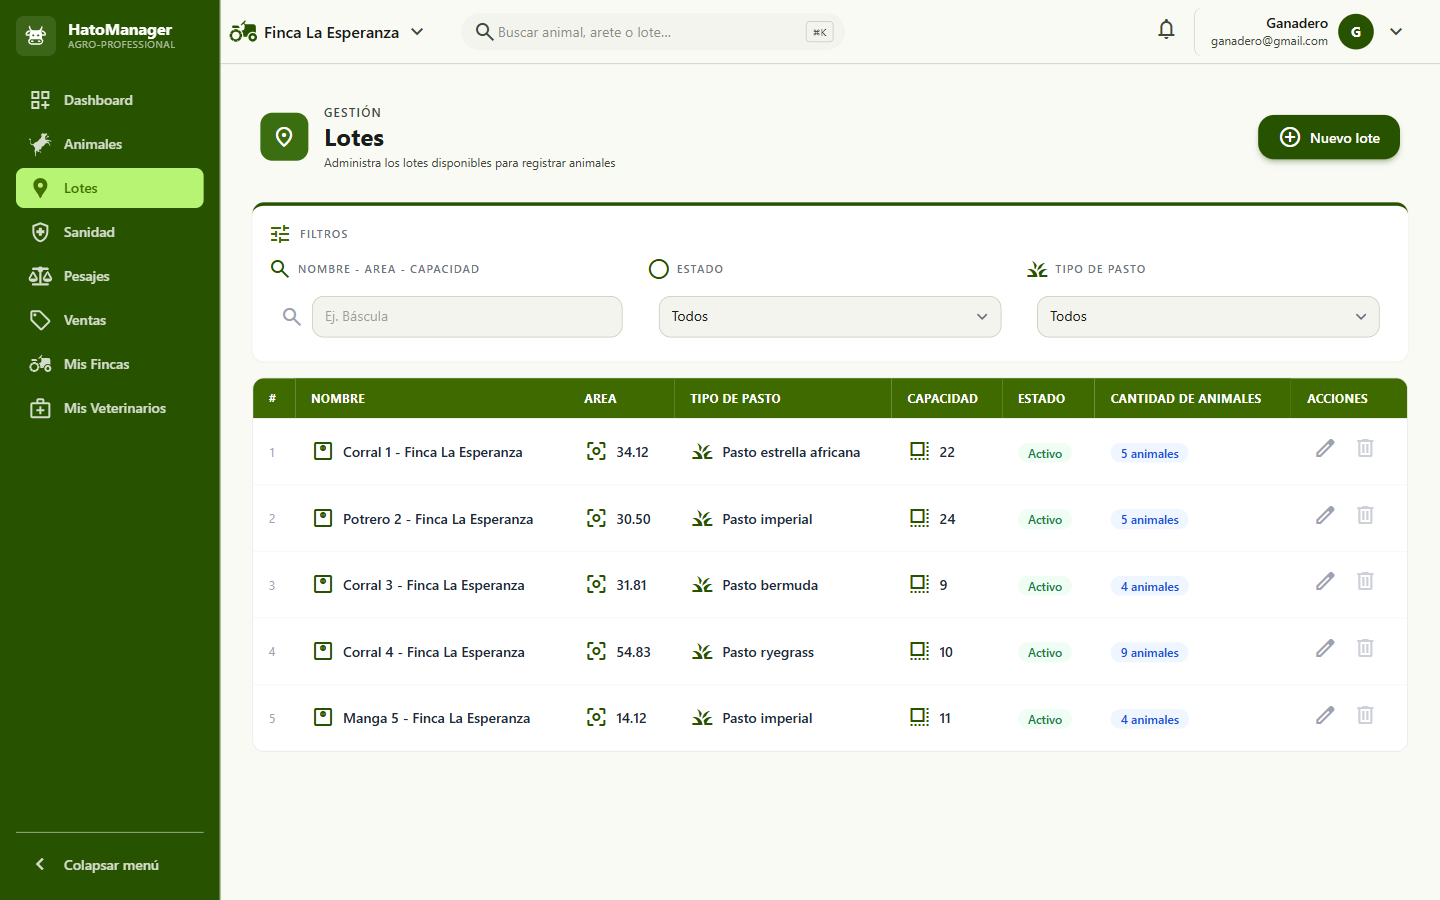 HatoManager
AGRO-PROFESSIONAL
Dashboard
Animales
Lotes
Sanidad
Pesajes
Ventas
Mis Fincas
Mis Veterinarios
Colapsar menú
Finca La Esperanza
Buscar animal, arete o lote...
⌘K
Ganadero
ganadero@gmail.com
G
GESTIÓN
Lotes
Administra los lotes disponibles para registrar animales
Nuevo lote
FILTROS
NOMBRE - AREA - CAPACIDAD
ESTADO
TIPO DE PASTO
Ej. Báscula
Todos
Todos
# NOMBRE AREA TIPO DE PASTO CAPACIDAD ESTADO CANTIDAD DE ANIMALES ACCIONES
1 Corral 1 - Finca La Esperanza 34.12 Pasto estrella africana 22 Activo 5 animales
2 Potrero 2 - Finca La Esperanza 30.50 Pasto imperial 24 Activo 5 animales
3 Corral 3 - Finca La Esperanza 31.81 Pasto bermuda 9 Activo 4 animales
4 Corral 4 - Finca La Esperanza 54.83 Pasto ryegrass 10 Activo 9 animales
5 Manga 5 - Finca La Esperanza 14.12 Pasto imperial 11 Activo 4 animales